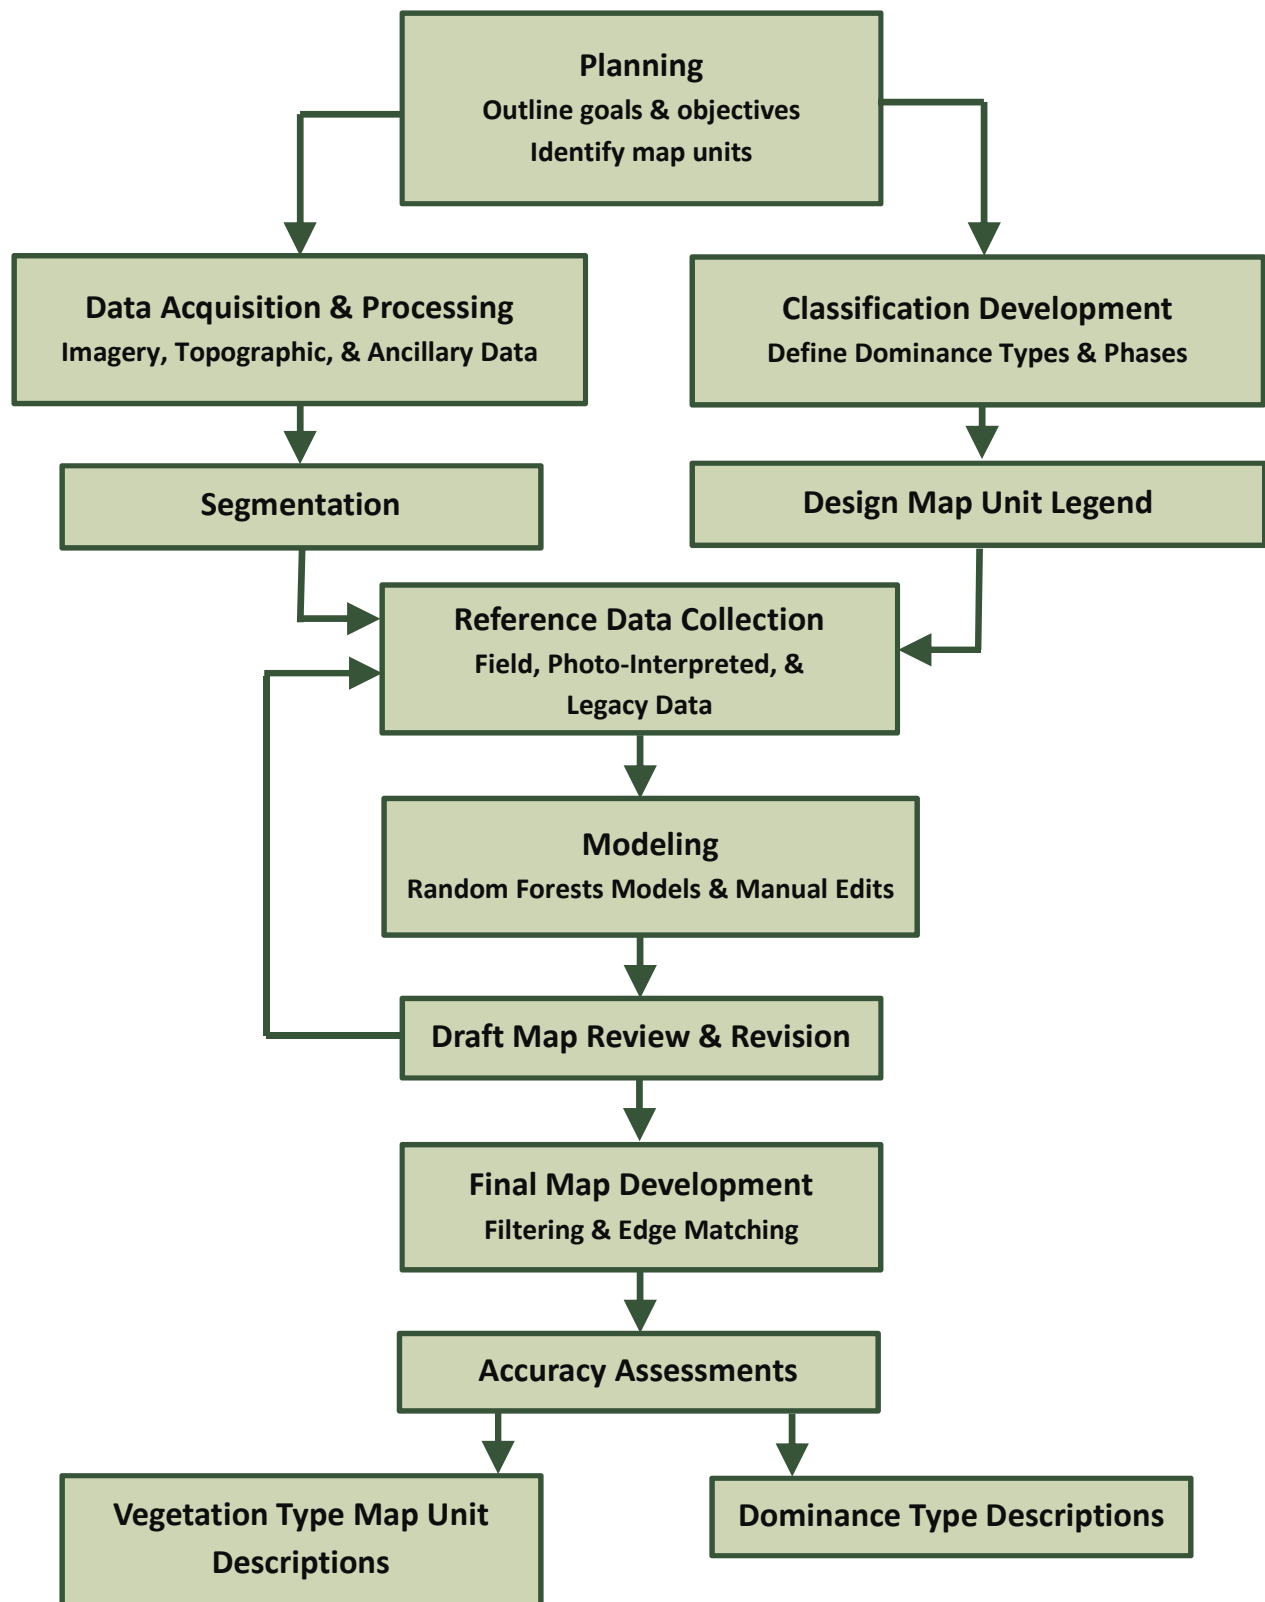 Planning
Outline goals & objectives
Identify map units
Data Acquisition & Processing
Imagery, Topographic, & Ancillary Data
Classification Development
Define Dominance Types & Phases
Segmentation
Design Map Unit Legend
Reference Data Collection
Field, Photo-Interpreted, &
Legacy Data
Modeling
Random Forests Models & Manual Edits
Draft Map Review & Revision
Final Map Development
Filtering & Edge Matching
Accuracy Assessments
Vegetation Type Map Unit
Descriptions
Dominance Type Descriptions